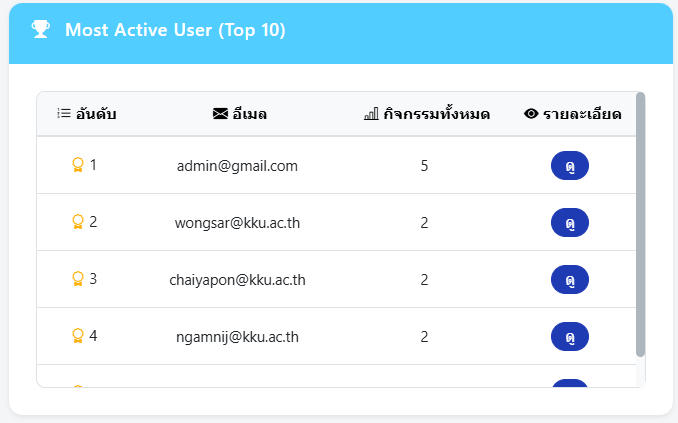 Most Active User (Top 10)
อันดับ อีเมล กิจกรรมทั้งหมด รายละเอียด
1 admin@gmail.com 5 ดู
2 wongsar@kku.ac.th 2 ดู
3 chaiyapon@kku.ac.th 2 ดู
4 ngamnij@kku.ac.th 2 ดู